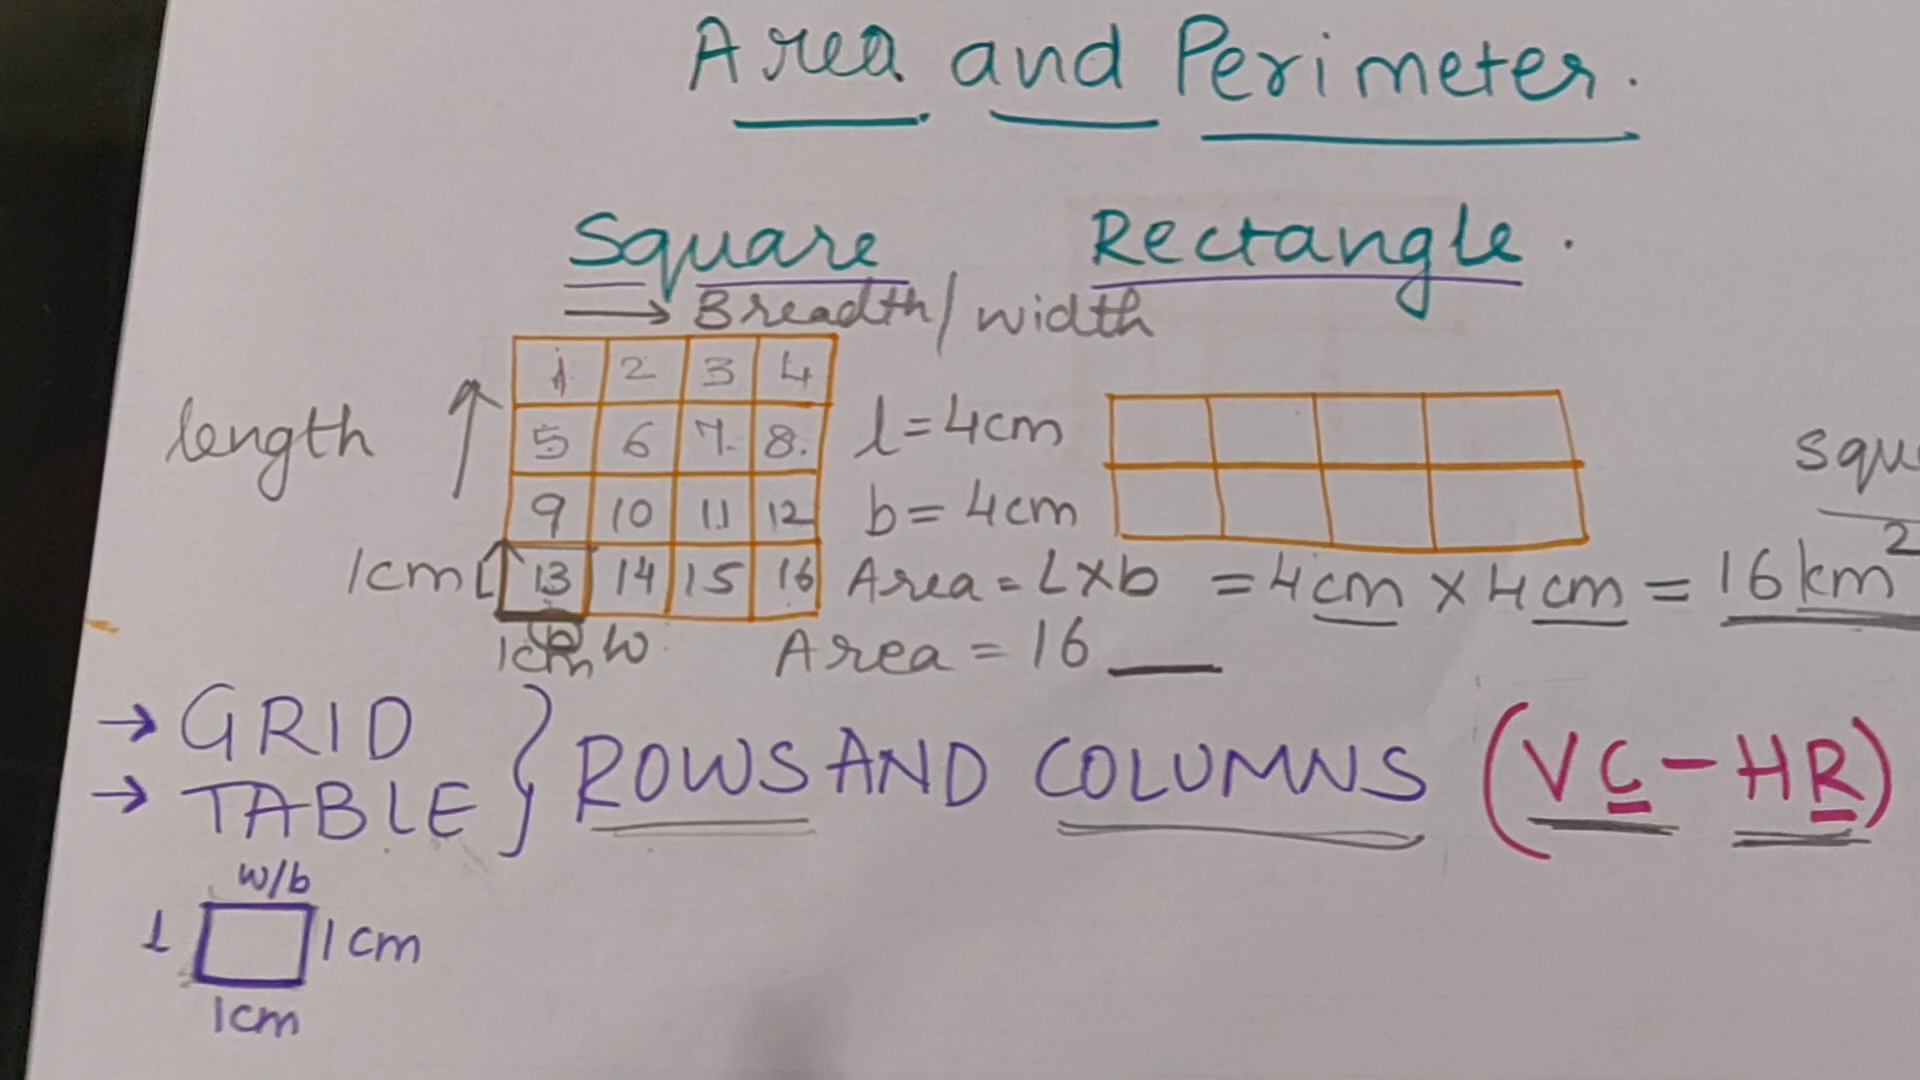 Area and Perimeter.
Square Rectangle.
→ Breadth/width
1 2 3 4
length
5 6 7. 8.
l=4cm
9 10 11 12
b=4cm
1cm
13 14 15 16
Area=L×b =4cm×4cm=16km²
1cm w
Area=16
→ GRID
→ TABLE
ROWS AND COLUMNS (VC-HR)
w/b
l 1cm
1cm